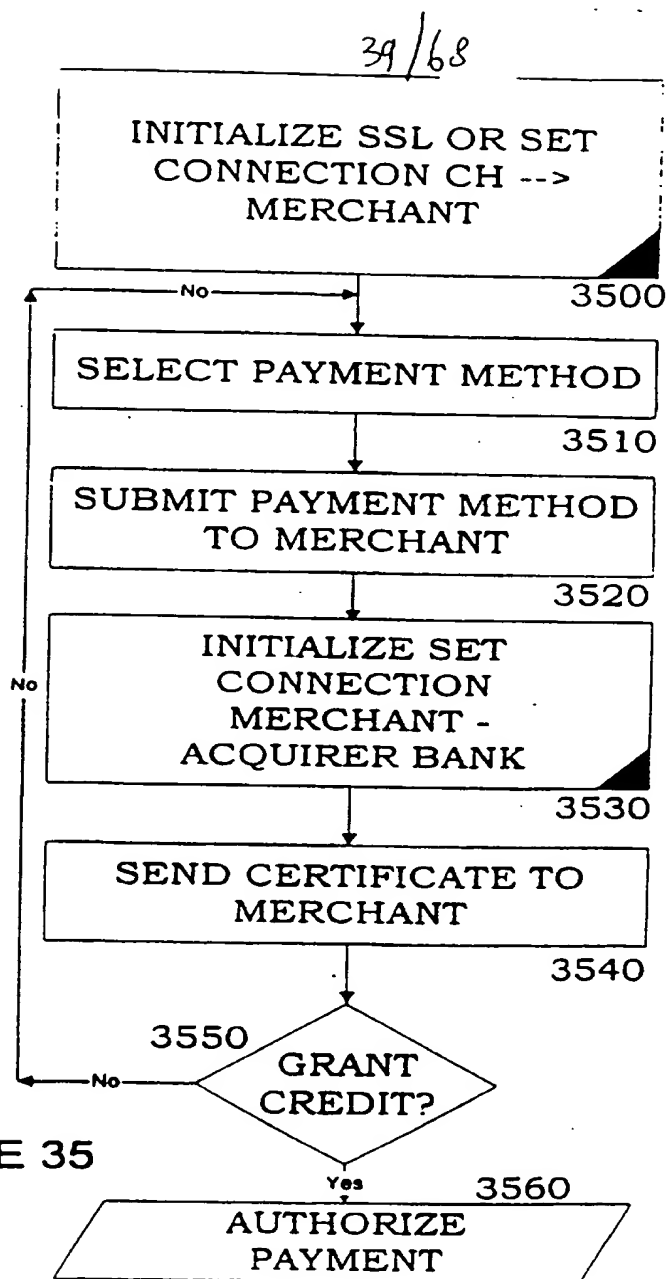 39/68
INITIALIZE SSL OR SET
CONNECTION CH -->
MERCHANT
3500
No
SELECT PAYMENT METHOD
3510
SUBMIT PAYMENT METHOD
TO MERCHANT
3520
INITIALIZE SET
CONNECTION
MERCHANT -
ACQUIRER BANK
3530
No
SEND CERTIFICATE TO
MERCHANT
3540
3550
GRANT
CREDIT?
No
E 35
Yes
3560
AUTHORIZE
PAYMENT